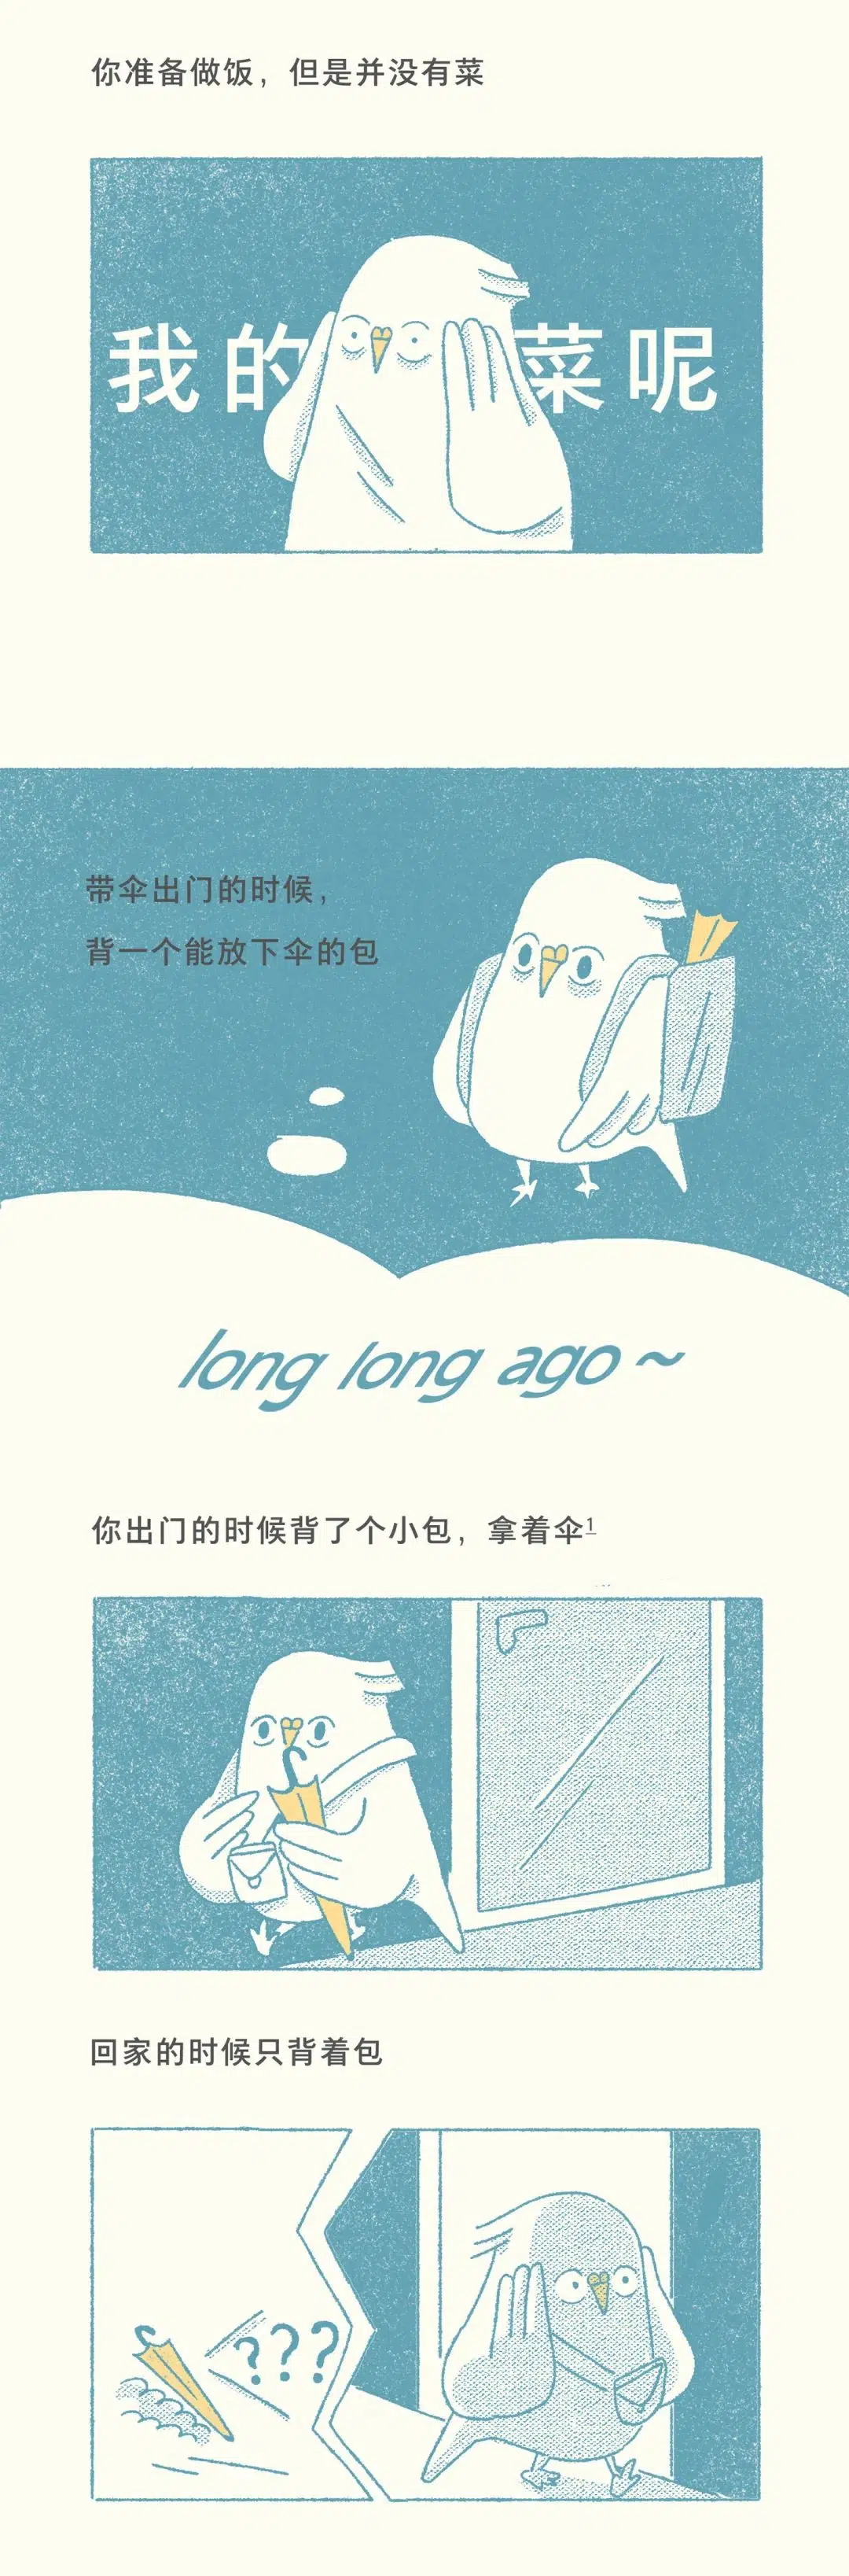 你准备做饭，但是并没有菜
我的菜呢
带伞出门的时候，
背一个能放下伞的包
long long ago ~
你出门的时候背了个小包，拿着伞1
回家的时候只背着包
???